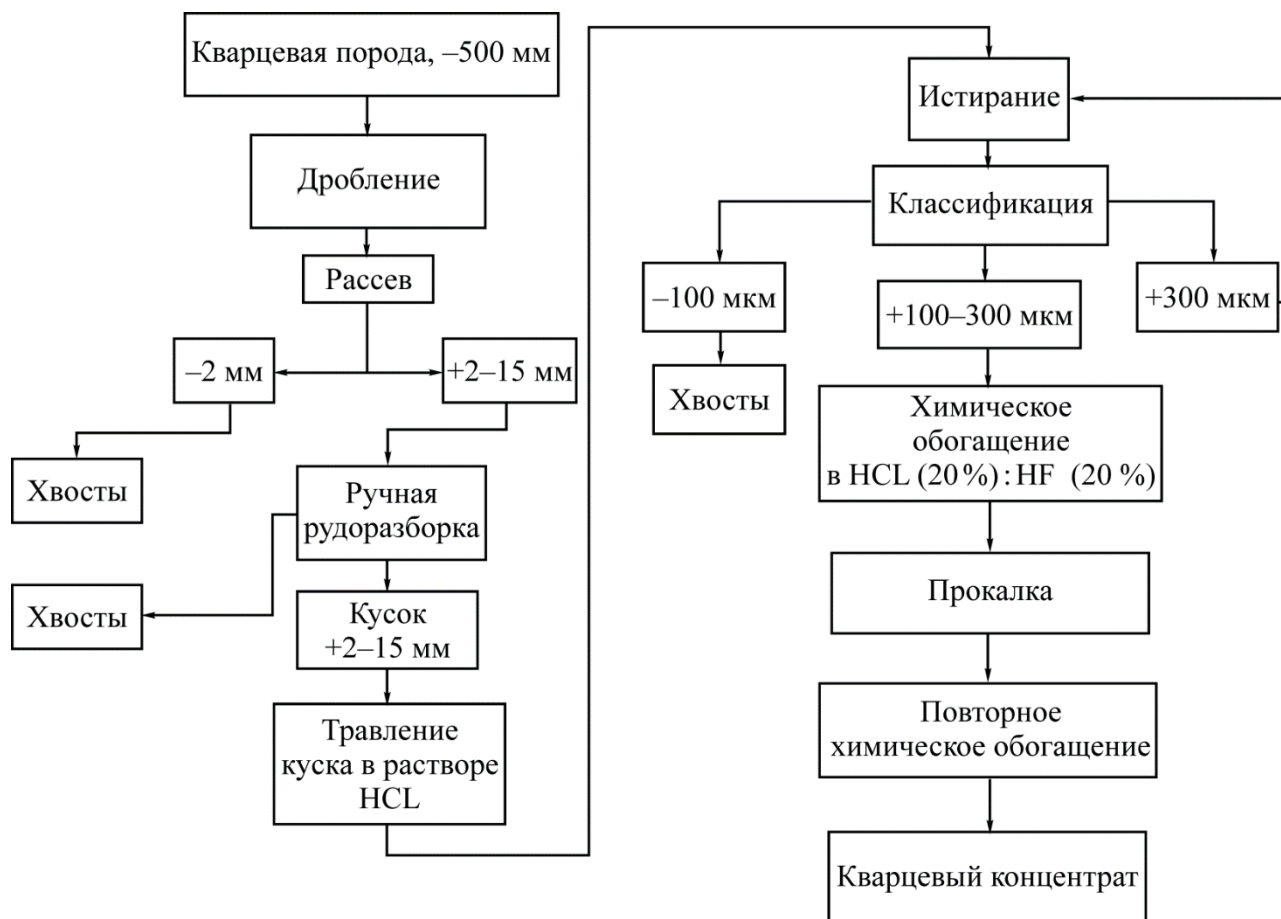 Кварцевая порода, –500 мм
Дробление
Рассев
–2 мм
+2–15 мм
Хвосты
Ручная
рудоразборка
Хвосты
Кусок
+2–15 мм
Травление
куска в растворе
HCL
Истирание
Классификация
–100 мкм
+100–300 мкм
+300 мкм
Хвосты
Химическое
обогащение
в HCL (20 %) : HF (20 %)
Прокалка
Повторное
химическое обогащение
Кварцевый концентрат